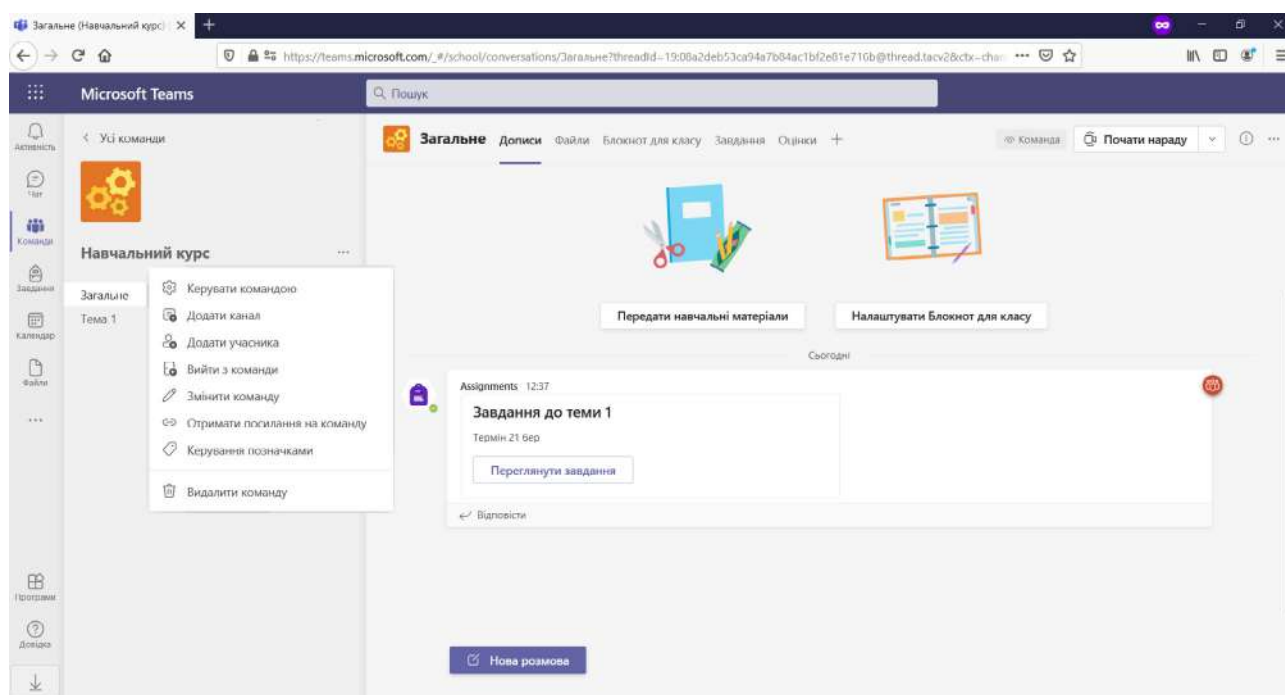 Загальне (Навчальний курс)
https://teams.microsoft.com/_#/school/conversations/Загальне?threadId=19:08a2deb53ca94a7b84ac1bf2e81e716b@thread.tacv2&ctx=chan
Microsoft Teams
Пошук
Активність
Чат
Команди
Завдання
Календар
Файли
Програми
Довідка
Усі команди
Навчальний курс
Загальне
Тема 1
Керувати командою
Додати канал
Додати учасника
Вийти з команди
Змінити команду
Отримати посилання на команду
Керування позначками
Видалити команду
Загальне Дописи Файли Блокнот для класу Завдання Оцінки
Команда Почати нараду
Передати навчальні матеріали Налаштувати Блокнот для класу
Сьогодні
Assignments 12:37
Завдання до теми 1
Термін 21 бер
Переглянути завдання
Відповісти
Нова розмова